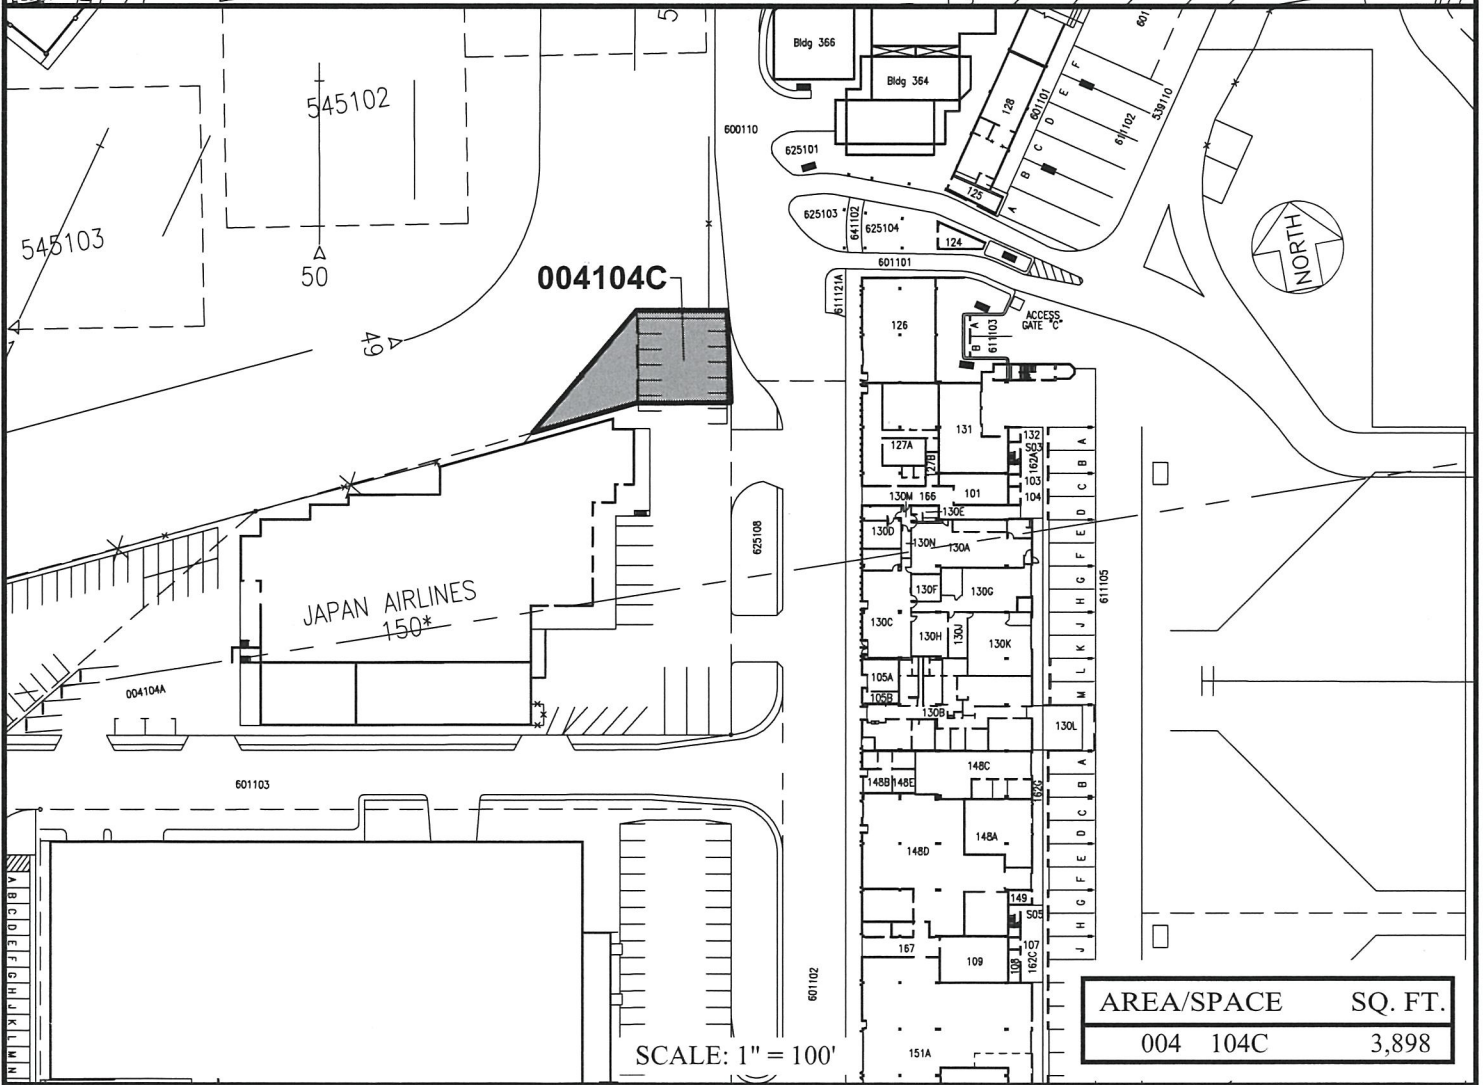 5
Bldg 366
Bldg 364
545102
545103
50
49
600110
625101
625103
641102
625104
124
125
128
601101
F
E
D
C
B
A
611102
539110
601
601101
611121A
NORTH
004104C
ACCESS
GATE "C"
126
A
B
611103
131
127A
127B
132
S03
162A
103
104
101
130M
166
130E
130D
130N
130A
130F
130G
130C
130H
130J
130K
105A
105B
130B
130L
A
B
C
D
E
F
G
H
J
K
L
M
611105
625108
JAPAN AIRLINES
150*
004104A
601103
148B
148E
148C
162C
148D
148A
149
S05
167
109
107
108
162C
151A
A
B
C
D
E
F
G
H
J
601102
A
B
C
D
E
F
G
H
J
K
L
M
N
SCALE: 1" = 100'
AREA/SPACE SQ. FT.
004 104C 3,898